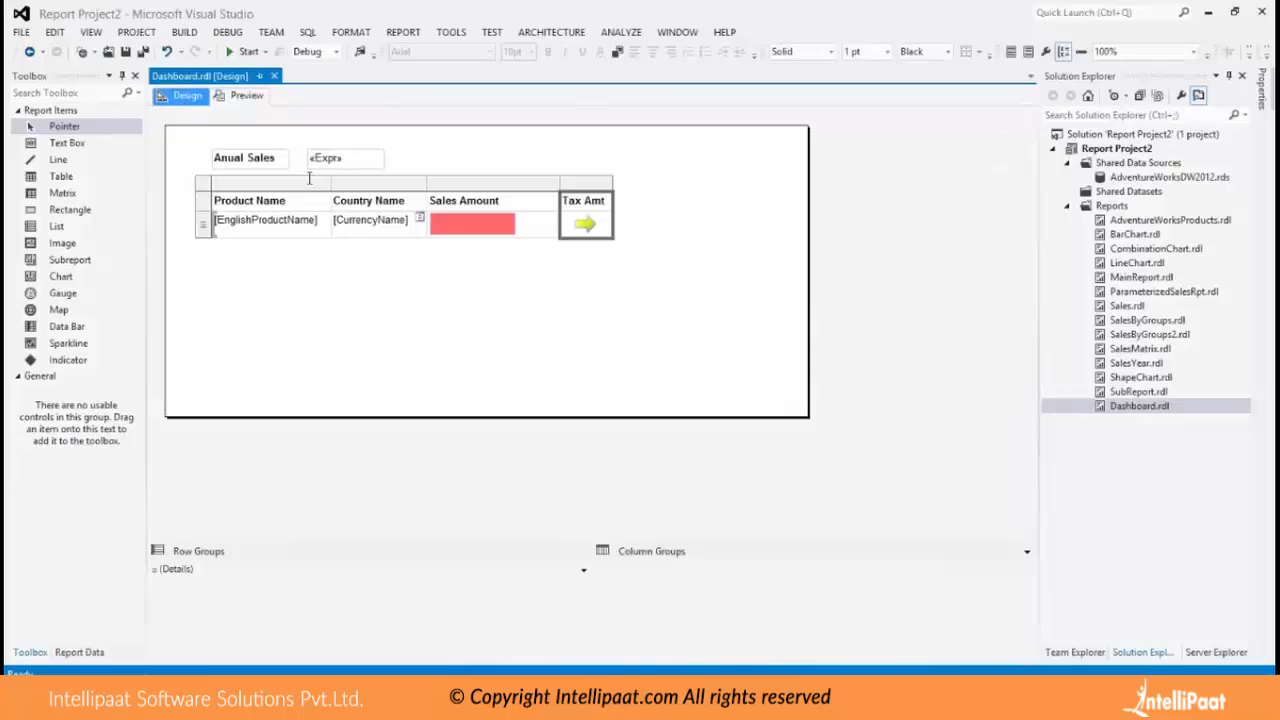 Report Project2 - Microsoft Visual Studio
Quick Launch (Ctrl+Q)
FILE EDIT VIEW PROJECT BUILD DEBUG TEAM SQL FORMAT REPORT TOOLS TEST ARCHITECTURE ANALYZE WINDOW HELP
Start Debug Arial 10pt B I U Solid 1 pt Black 100%
Toolbox
Search Toolbox
Report Items
Pointer
Text Box
Line
Table
Matrix
Rectangle
List
Image
Subreport
Chart
Gauge
Map
Data Bar
Sparkline
Indicator
General
There are no usable
controls in this group. Drag
an item onto this text to
add it to the toolbox.
Toolbox Report Data
Dashboard.rdl [Design]
Design Preview
Anual Sales «Expr»
Product Name Country Name Sales Amount Tax Amt
[EnglishProductName] [CurrencyName]
Row Groups Column Groups
(Details)
Solution Explorer
Search Solution Explorer (Ctrl+;)
Solution 'Report Project2' (1 project)
Report Project2
Shared Data Sources
AdventureWorksDW2012.rds
Shared Datasets
Reports
AdventureWorksProducts.rdl
BarChart.rdl
CombinationChart.rdl
LineChart.rdl
MainReport.rdl
ParameterizedSalesRpt.rdl
Sales.rdl
SalesByGroups.rdl
SalesByGroups2.rdl
SalesMatrix.rdl
SalesYear.rdl
ShapeChart.rdl
SubReport.rdl
Dashboard.rdl
Team Explorer Solution Expl... Server Explorer
Properties
Ready
Intellipaat Software Solutions Pvt.Ltd.
© Copyright Intellipaat.com All rights reserved
IntelliPaat